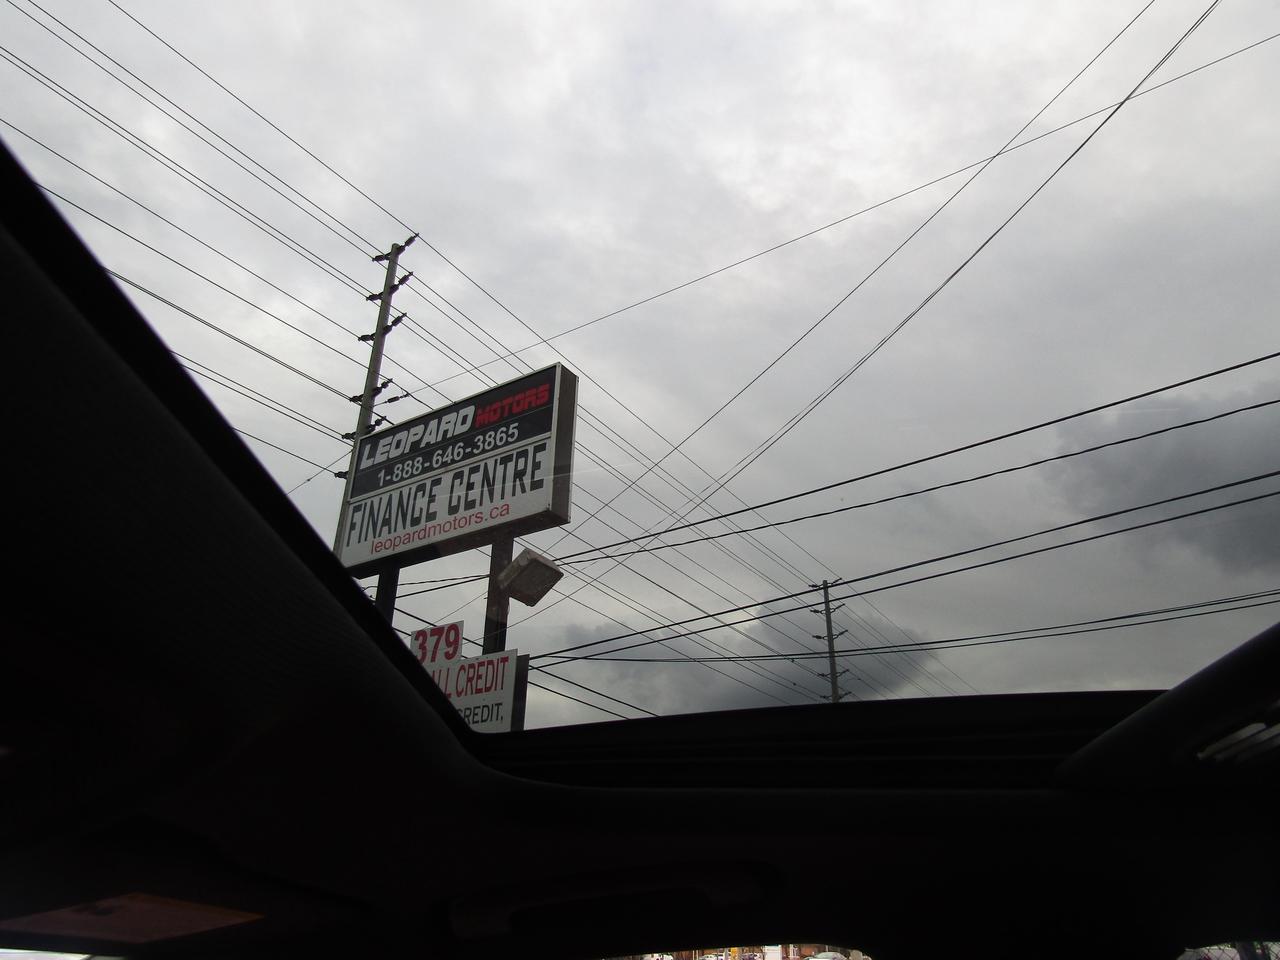 LEOPARD MOTORS
1-888-646-3865
FINANCE CENTRE
leopardmotors.ca
379
CREDIT
CREDIT,